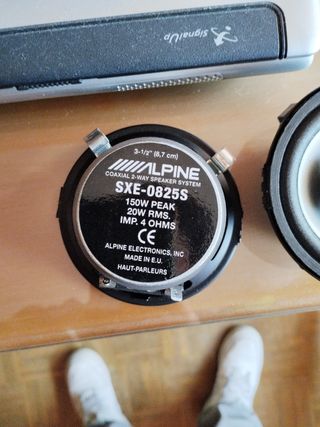 SignalUp
3-1/2" (8,7 cm)
ALPINE
COAXIAL 2-WAY SPEAKER SYSTEM
SXE-0825S
150W PEAK
20W RMS.
IMP. 4 OHMS
CE
ALPINE ELECTRONICS, INC
MADE IN E.U.
HAUT-PARLEURS